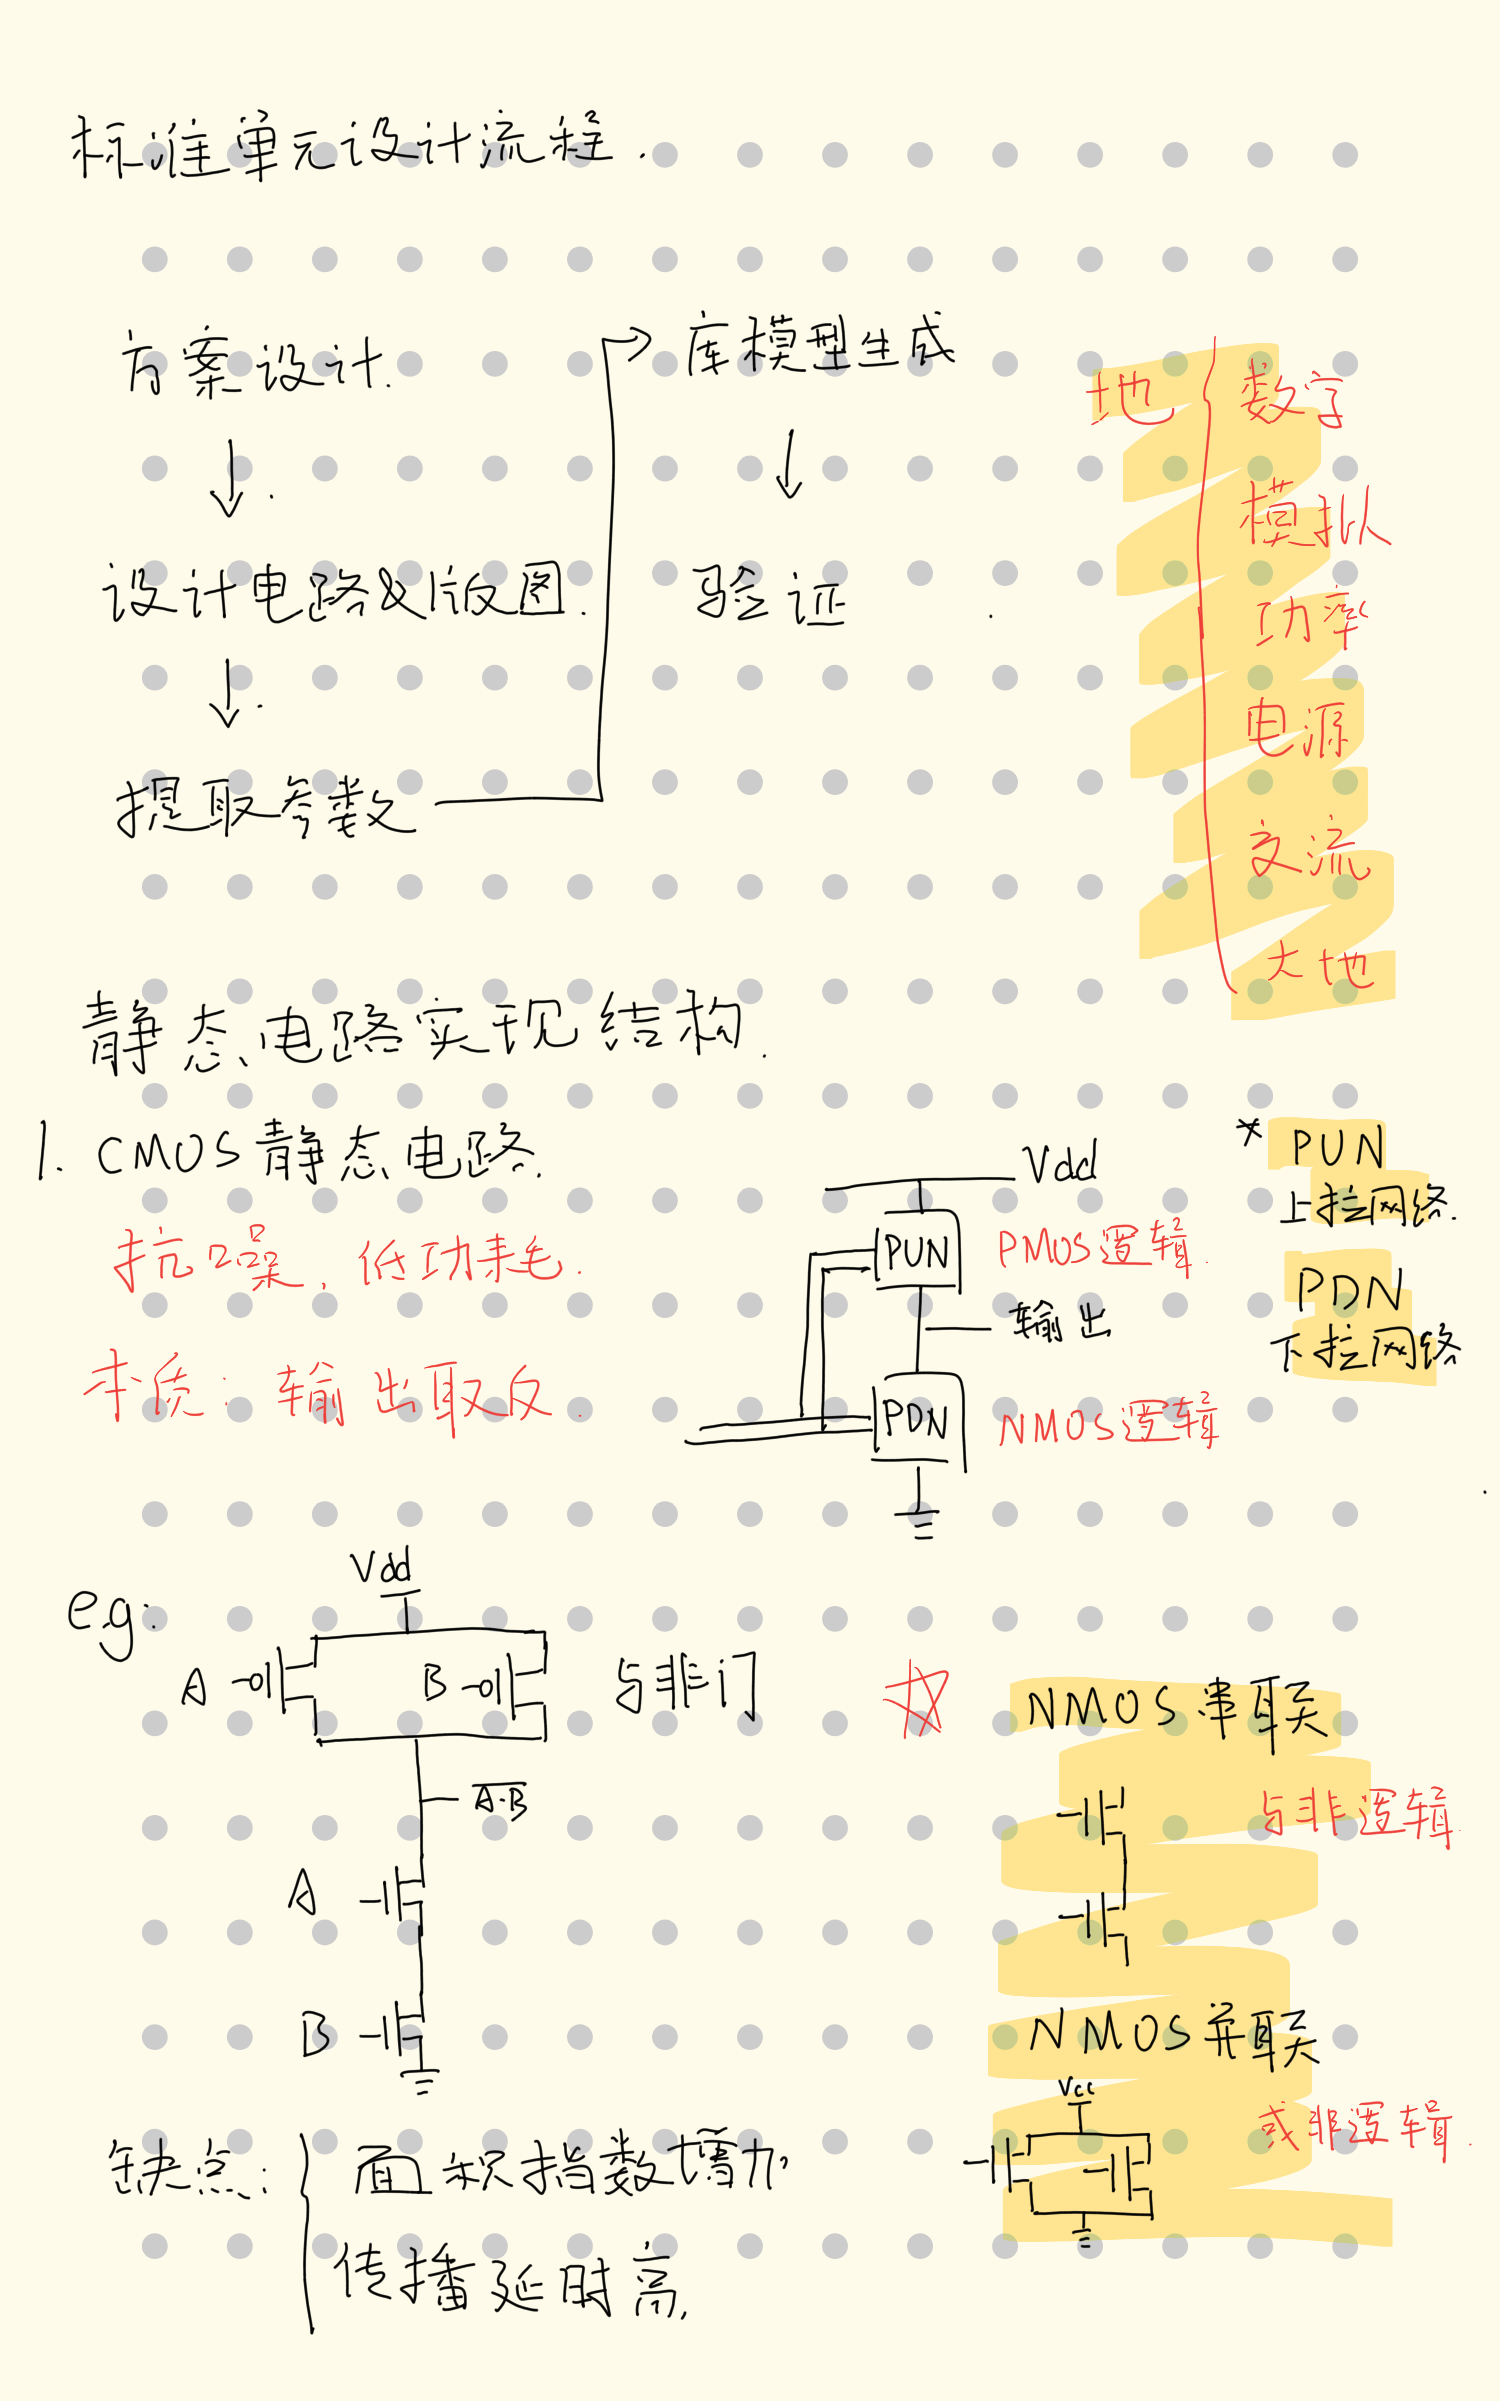 标准单元设计流程.
方案设计.
↓
设计电路&版图.
↓
提取参数
库模型生成
↓
验证
地
数字
模拟
功率
电源
交流
大地
静态电路实现结构.
1. CMOS静态电路.
抗噪,低功耗.
本质:输出取反.
Vdd
PUN
PMOS逻辑.
输出
PDN
NMOS逻辑
* PUN
上拉网络.
PDN
下拉网络
e.g:
Vdd
A
B
与非门
A·B
A
B
缺点:
面积指数增加
传播延时高.
☆
NMOS串联
与非逻辑.
NMOS并联
Vcc
或非逻辑.